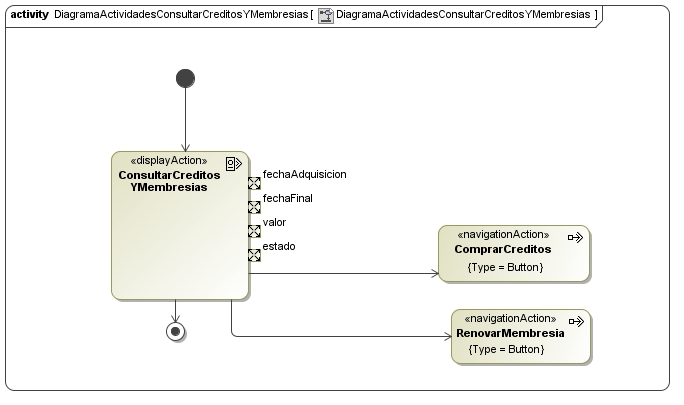 activity DiagramaActividadesConsultarCreditosYMembresias [ DiagramaActividadesConsultarCreditosYMembresias ]
«displayAction»
ConsultarCreditos
YMembresias
fechaAdquisicion
fechaFinal
valor
estado
«navigationAction»
ComprarCreditos
{Type = Button}
«navigationAction»
RenovarMembresia
{Type = Button}